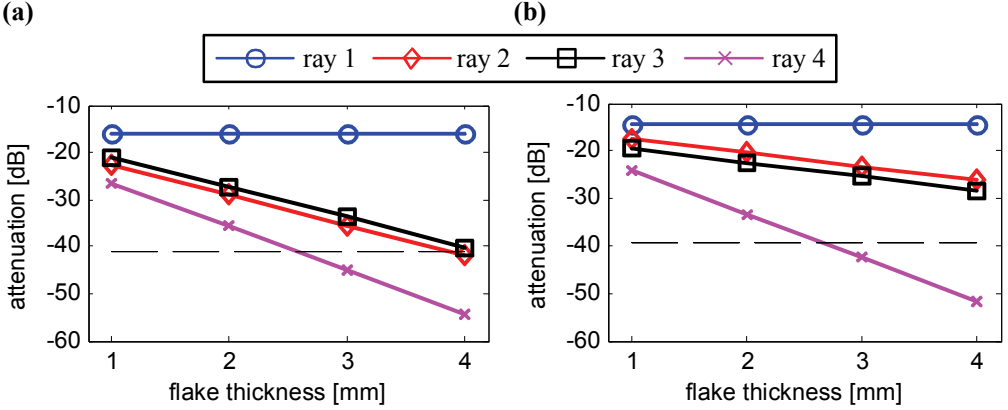 (a)
(b)
ray 1 ray 2 ray 3 ray 4
-10
-20
-30
-40
-50
-60
attenuation [dB]
1 2 3 4
flake thickness [mm]
-10
-20
-30
-40
-50
-60
attenuation [dB]
1 2 3 4
flake thickness [mm]